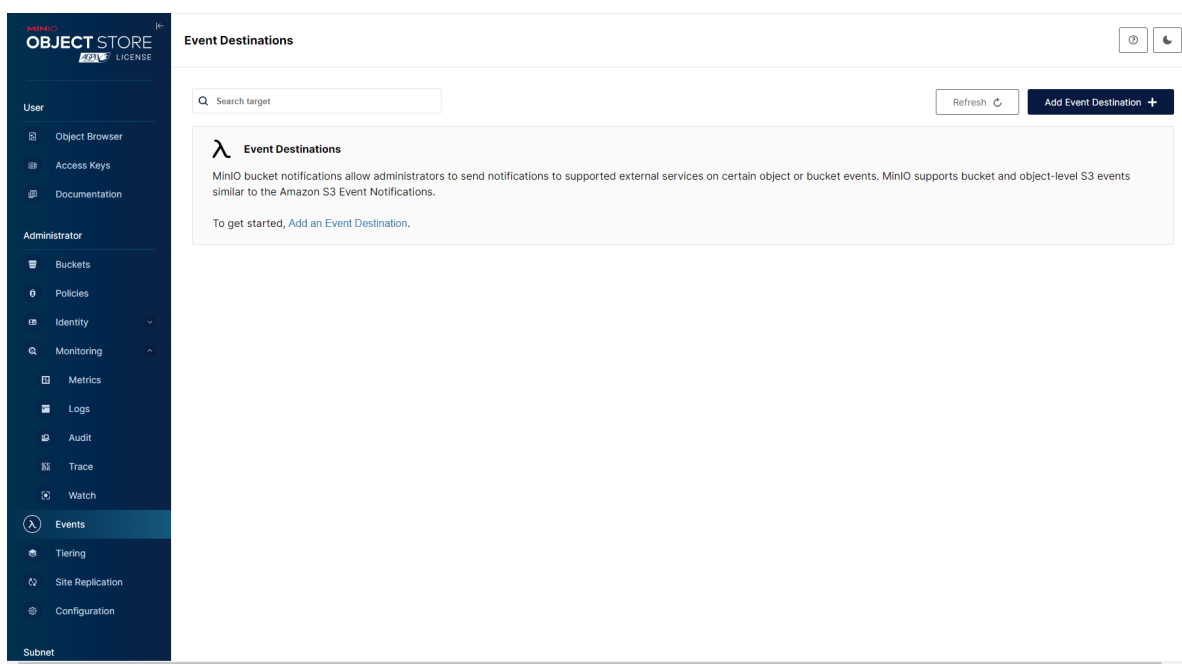 MINIO
OBJECT STORE
AGPLv3 LICENSE
User
Object Browser
Access Keys
Documentation
Administrator
Buckets
Policies
Identity
Monitoring
Metrics
Logs
Audit
Trace
Watch
Events
Tiering
Site Replication
Configuration
Subnet
Event Destinations
Search target
Refresh
Add Event Destination +
Event Destinations
MinIO bucket notifications allow administrators to send notifications to supported external services on certain object or bucket events. MinIO supports bucket and object-level S3 events
similar to the Amazon S3 Event Notifications.
To get started, Add an Event Destination.